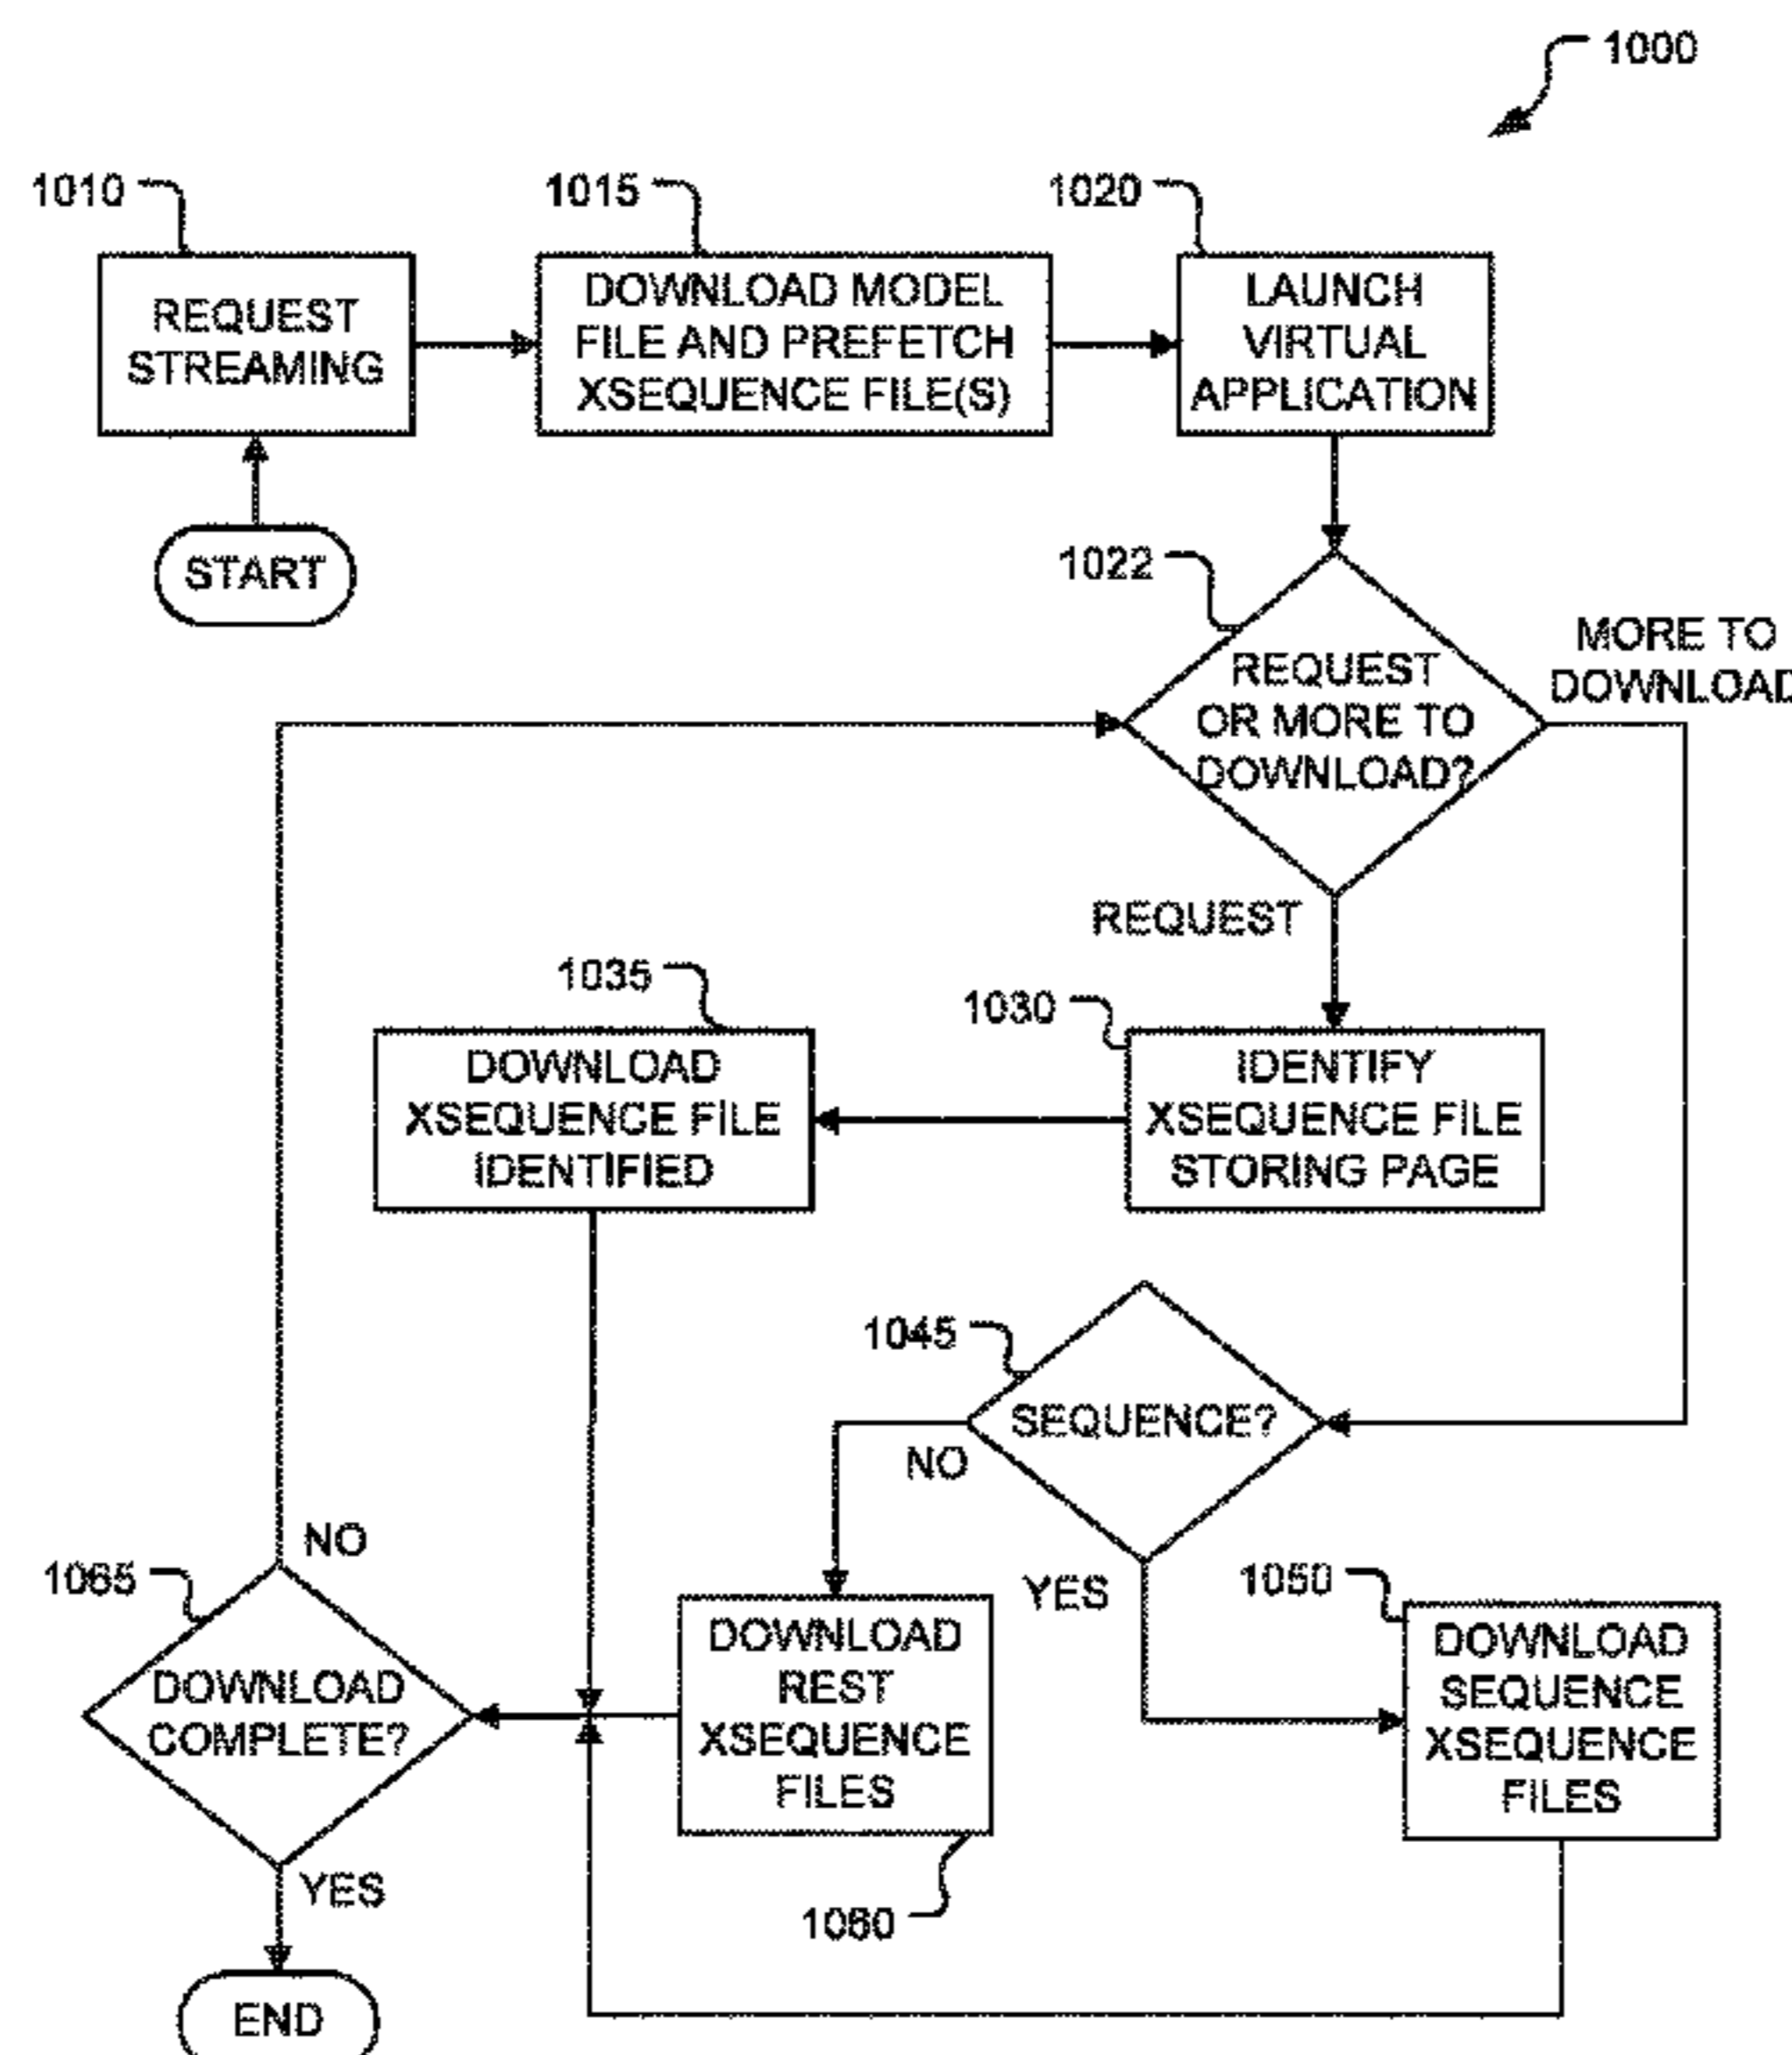 1000
1010
1015
1020
REQUEST
STREAMING
DOWNLOAD MODEL
FILE AND PREFETCH
XSEQUENCE FILE(S)
LAUNCH
VIRTUAL
APPLICATION
START
1022
REQUEST
OR MORE TO
DOWNLOAD?
MORE TO
DOWNLOAD
REQUEST
1035
1030
DOWNLOAD
XSEQUENCE FILE
IDENTIFIED
IDENTIFY
XSEQUENCE FILE
STORING PAGE
1045
SEQUENCE?
NO
YES
NO
1065
DOWNLOAD
COMPLETE?
YES
DOWNLOAD
REST
XSEQUENCE
FILES
1060
1050
DOWNLOAD
SEQUENCE
XSEQUENCE
FILES
END